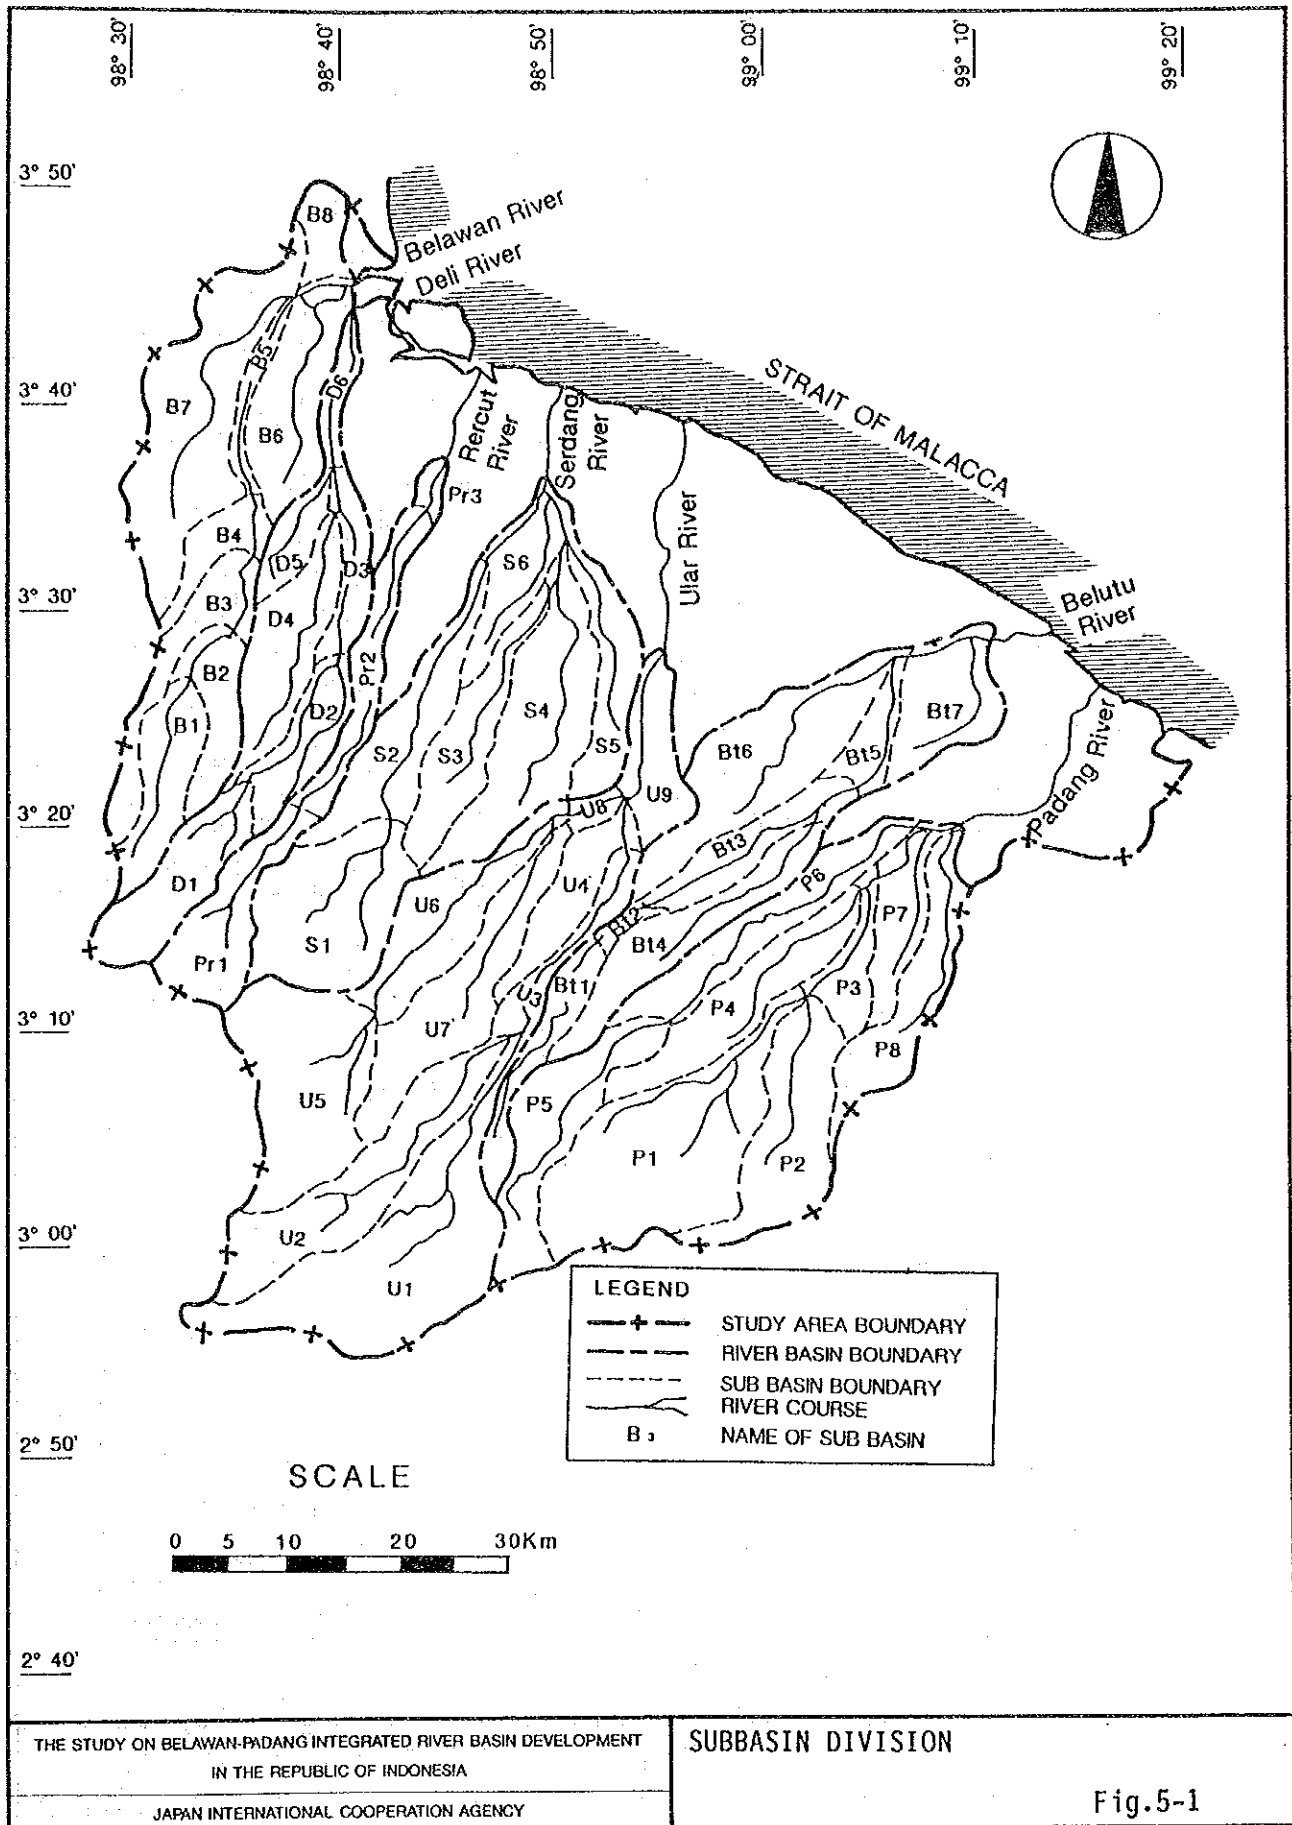 98° 30'
98° 40'
98° 50'
99° 00'
99° 10'
99° 20'
3° 50'
3° 40'
3° 30'
3° 20'
3° 10'
3° 00'
2° 50'
2° 40'
Belawan River
Deli River
STRAIT OF MALACCA
Rercut
River
Serdang
River
Ular River
Belutu
River
Padang River
B8
B5
D6
B7
B6
Pr3
B4
D5
D3
S6
B3
D4
B2
Pr2
B1
D2
S2
S3
S4
S5
Bt6
Bt5
Bt7
U8
U9
Bt3
D1
U6
U4
P6
P7
S1
Bt2
Bt4
Pr1
U3
Bt1
P4
P3
U7
P8
U5
P5
P1
P2
U2
U1
LEGEND
STUDY AREA BOUNDARY
RIVER BASIN BOUNDARY
SUB BASIN BOUNDARY
RIVER COURSE
B 3 NAME OF SUB BASIN
SCALE
0 5 10 20 30Km
THE STUDY ON BELAWAN-PADANG INTEGRATED RIVER BASIN DEVELOPMENT
IN THE REPUBLIC OF INDONESIA
JAPAN INTERNATIONAL COOPERATION AGENCY
SUBBASIN DIVISION
Fig.5-1